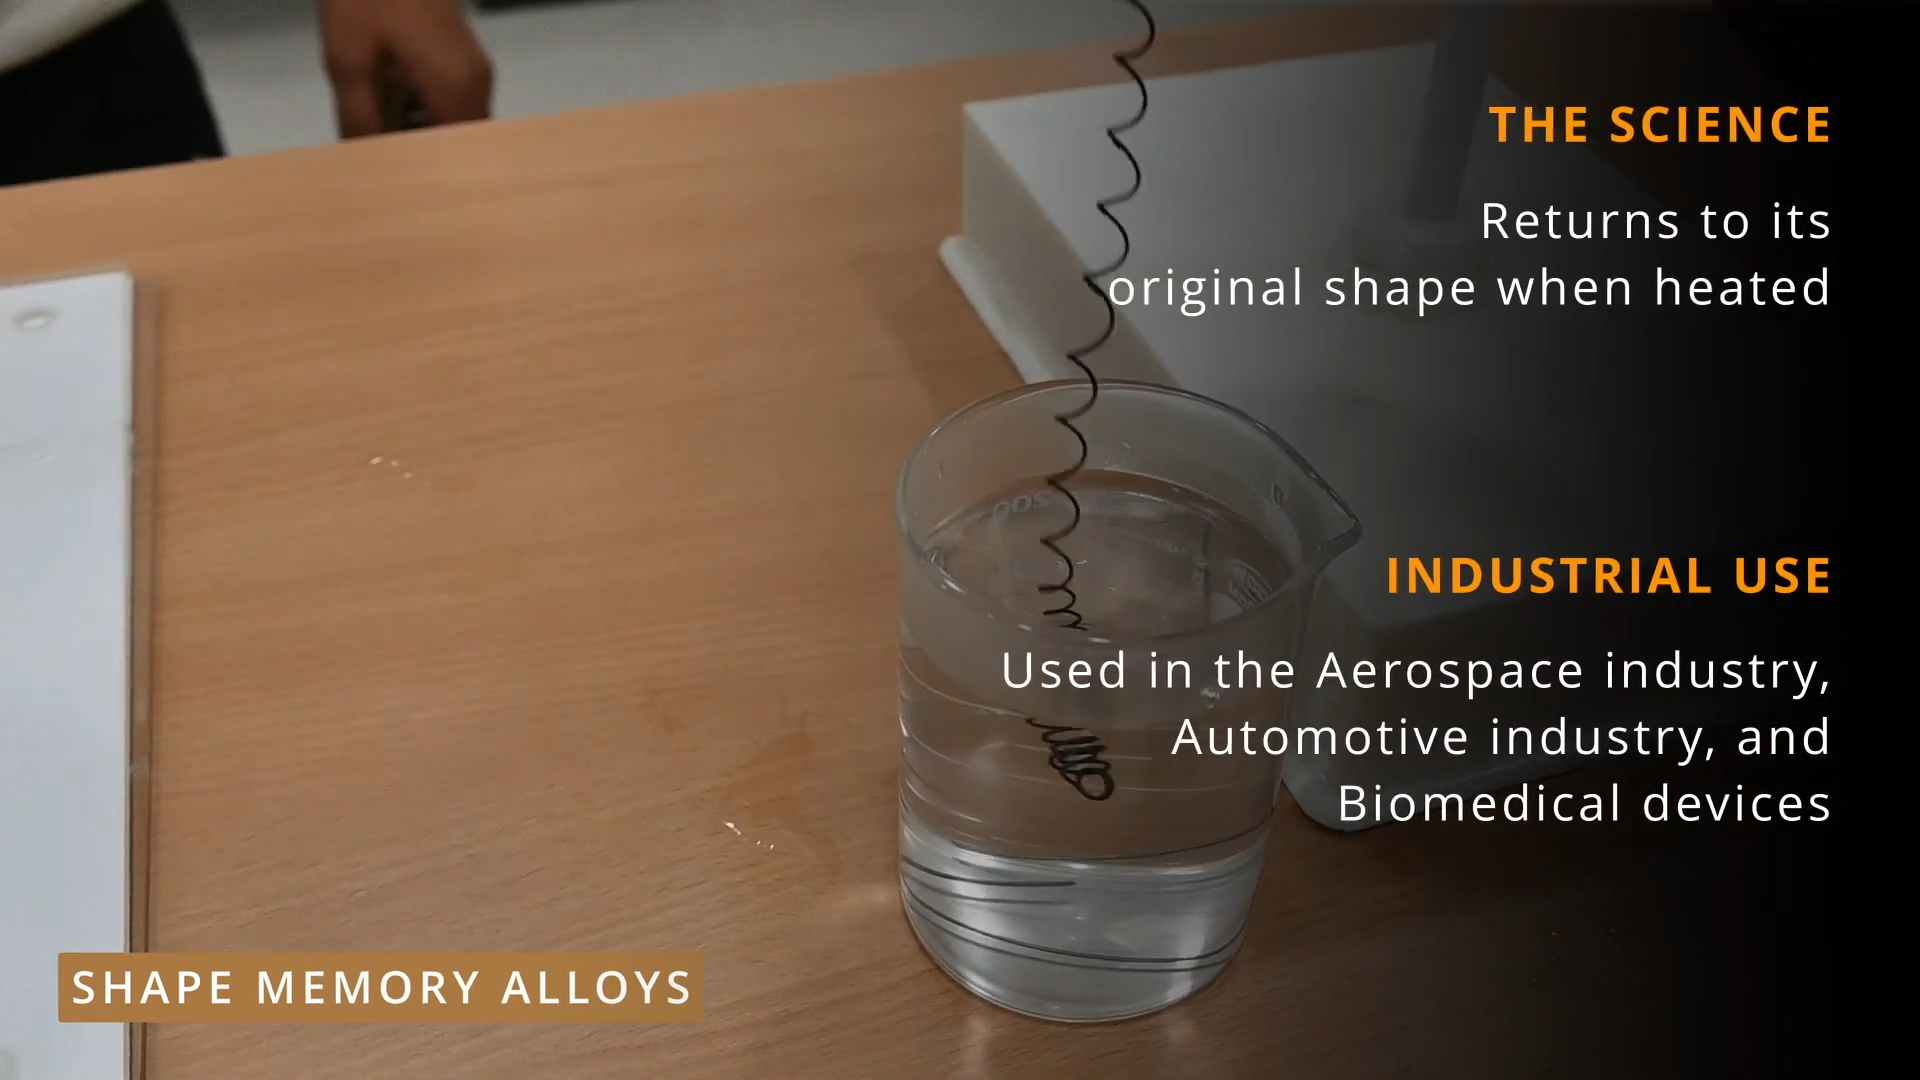 THE SCIENCE
Returns to its
original shape when heated
INDUSTRIAL USE
Used in the Aerospace industry,
Automotive industry, and
Biomedical devices
SHAPE MEMORY ALLOYS